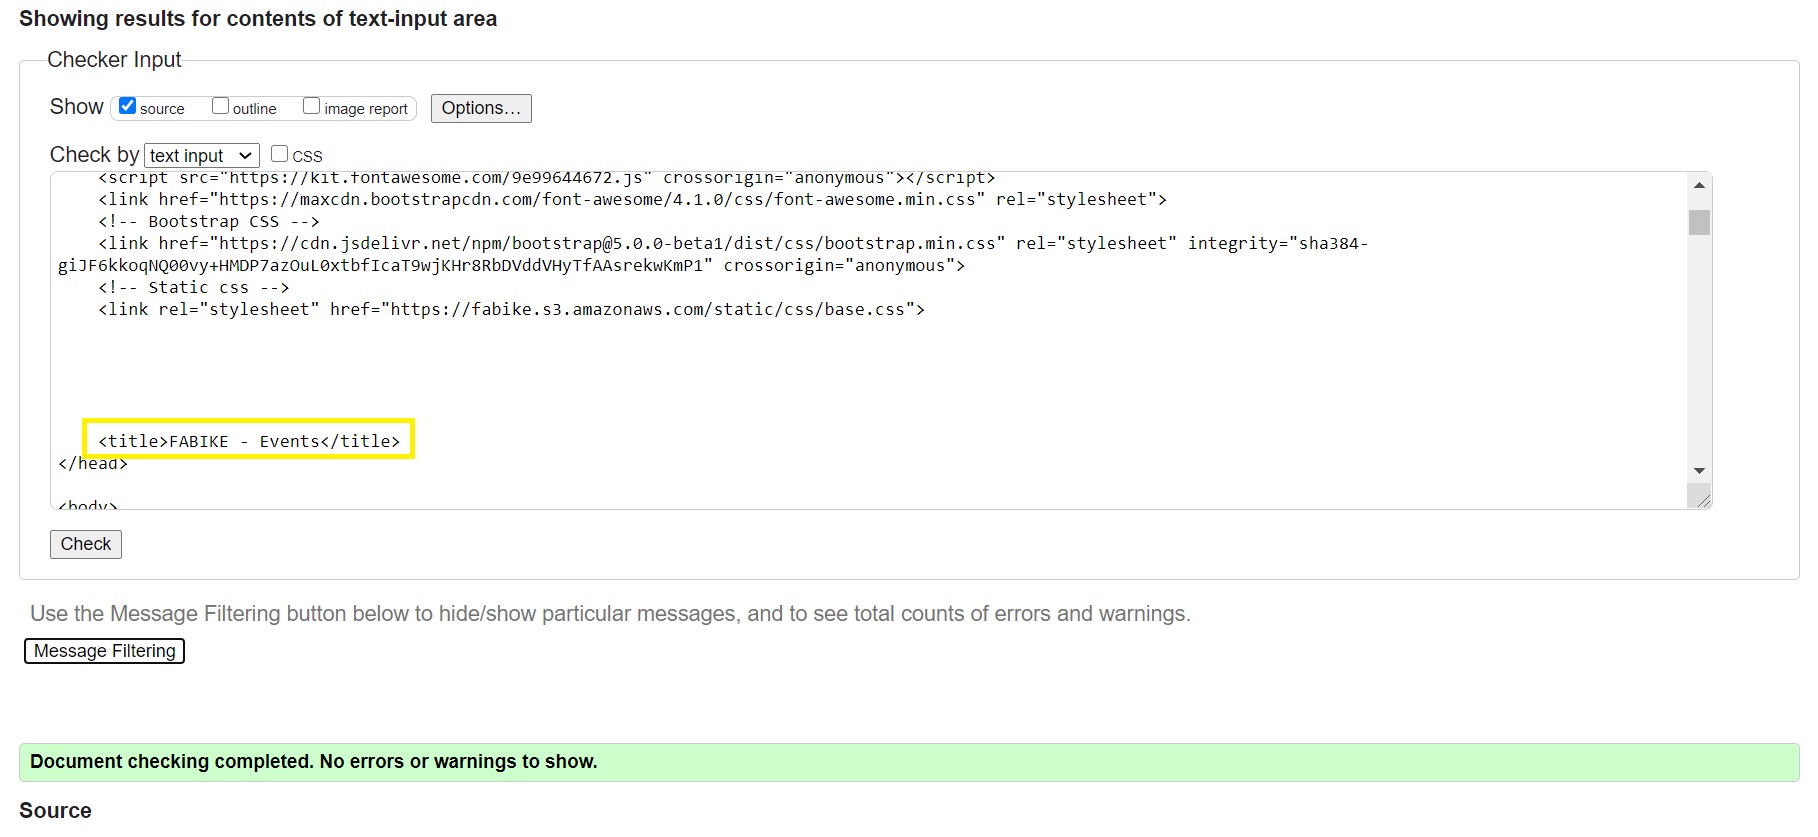 Showing results for contents of text-input area
Checker Input
Show source outline image report Options...
Check by text input CSS
<script src="https://kit.fontawesome.com/9e99644672.js" crossorigin="anonymous"></script>
<link href="https://maxcdn.bootstrapcdn.com/font-awesome/4.1.0/css/font-awesome.min.css" rel="stylesheet">
<!-- Bootstrap CSS -->
<link href="https://cdn.jsdelivr.net/npm/bootstrap@5.0.0-beta1/dist/css/bootstrap.min.css" rel="stylesheet" integrity="sha384-
giJF6kkoqNQ00vy+HMDP7azOuL0xtbfIcaT9wjKHr8RbDVddVHyTfAAsrekwKmP1" crossorigin="anonymous">
<!-- Static css -->
<link rel="stylesheet" href="https://fabike.s3.amazonaws.com/static/css/base.css">
<title>FABIKE - Events</title>
</head>
<body>
Check
Use the Message Filtering button below to hide/show particular messages, and to see total counts of errors and warnings.
Message Filtering
Document checking completed. No errors or warnings to show.
Source